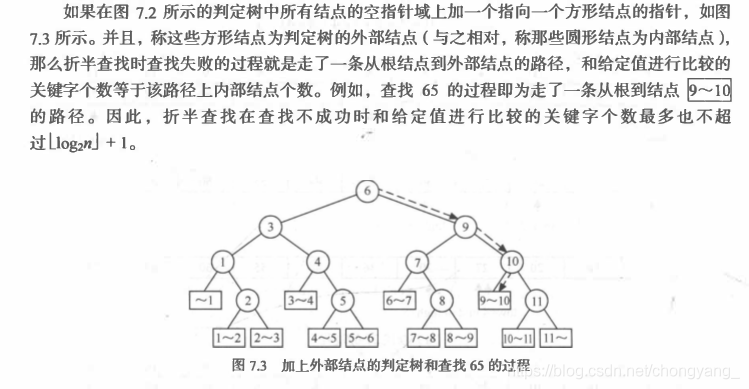 如果在图 7.2 所示的判定树中所有结点的空指针域上加一个指向一个方形结点的指针，如图
7.3 所示。并且，称这些方形结点为判定树的外部结点（与之相对，称那些圆形结点为内部结点），
那么折半查找时查找失败的过程就是走了一条从根结点到外部结点的路径，和给定值进行比较的
关键字个数等于该路径上内部结点个数。例如，查找 65 的过程即为走了一条从根到结点 9～10
的路径。因此，折半查找在查找不成功时和给定值进行比较的关键字个数最多也不超
过⌊log₂n⌋ + 1。
6
3 9
1 4 7 10
～1 2 3～4 5 6～7 8 9～10 11
1～2 2～3 4～5 5～6 7～8 8～9 10～11 11～
图 7.3 加上外部结点的判定树和查找 65 的过程
https://blog.csdn.net/chongyang_